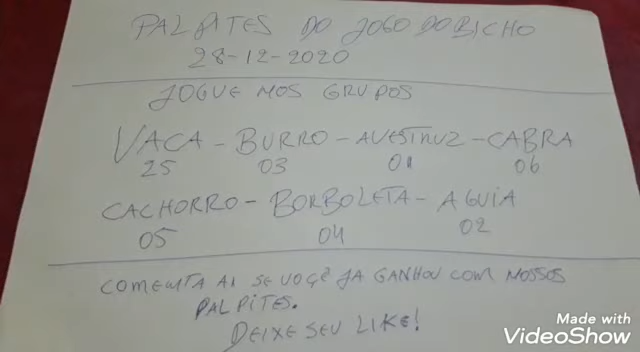 PALPITES DO JOGO DO BICHO
28-12-2020
JOGUE NOS GRUPOS
VACA - BURRO - AVESTRUZ - CABRA
25 03 01 06
CACHORRO - BORBOLETA - AGUIA
05 04 02
COMENTA AI SE VOÇÊ JA GANHOU COM NOSSOS
PALPITES.
DEIXE SEU LIKE!
Made with
VideoShow